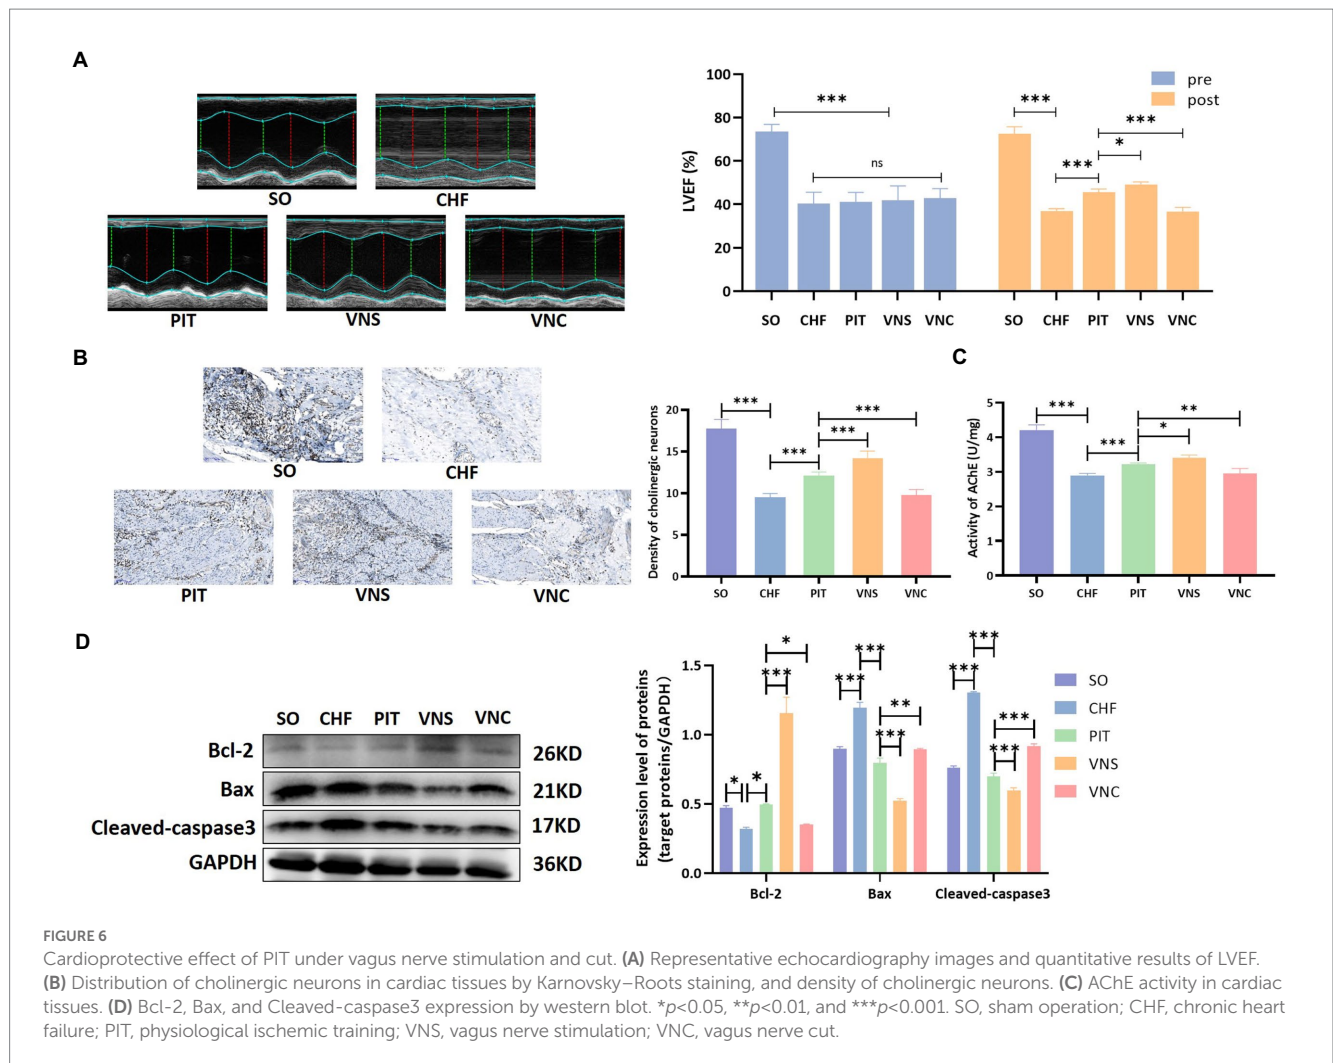 A
SO
CHF
PIT
VNS
VNC
LVEF (%)
100
80
60
40
20
0
***
ns
***
***
*
***
pre
post
SO CHF PIT VNS VNC SO CHF PIT VNS VNC
B
SO
CHF
PIT
VNS
VNC
Density of cholinergic neurons
20
15
10
5
0
***
***
***
***
SO CHF PIT VNS VNC
C
Activity of AChE (U/mg)
5
4
3
2
1
0
***
***
*
**
SO CHF PIT VNS VNC
D
SO CHF PIT VNS VNC
Bcl-2 26KD
Bax 21KD
Cleaved-caspase3 17KD
GAPDH 36KD
Expression level of proteins
(target proteins/GAPDH)
1.5
1.0
0.5
0.0
*
*
***
*
***
***
***
**
***
***
***
***
Bcl-2 Bax Cleaved-caspase3
SO
CHF
PIT
VNS
VNC
FIGURE 6
Cardioprotective effect of PIT under vagus nerve stimulation and cut. (A) Representative echocardiography images and quantitative results of LVEF.
(B) Distribution of cholinergic neurons in cardiac tissues by Karnovsky–Roots staining, and density of cholinergic neurons. (C) AChE activity in cardiac
tissues. (D) Bcl-2, Bax, and Cleaved-caspase3 expression by western blot. *p<0.05, **p<0.01, and ***p<0.001. SO, sham operation; CHF, chronic heart
failure; PIT, physiological ischemic training; VNS, vagus nerve stimulation; VNC, vagus nerve cut.